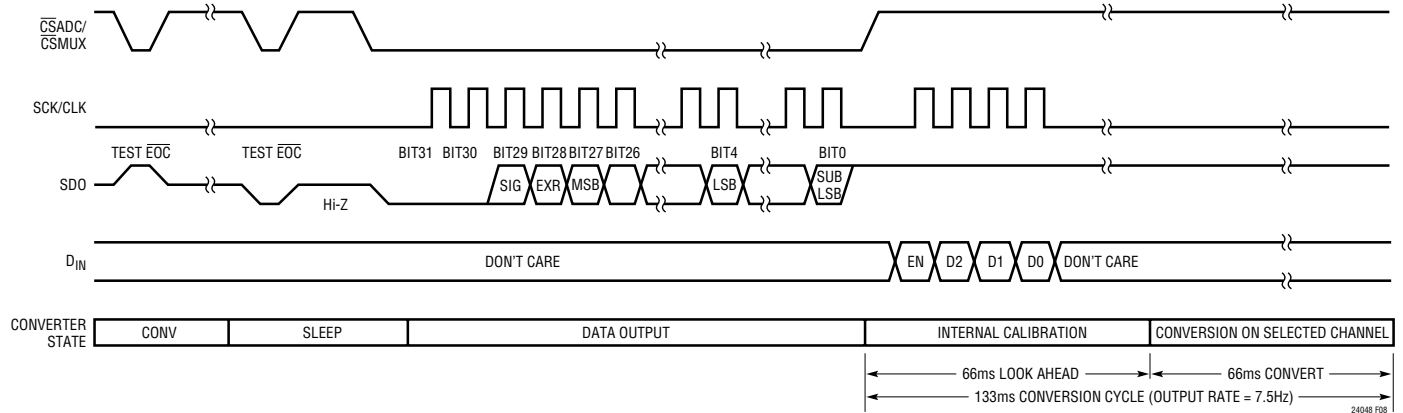 CSADC/
CSMUX
SCK/CLK
TEST EOC TEST EOC BIT31 BIT30 BIT29 BIT28 BIT27 BIT26 BIT4 BIT0
SDO Hi-Z SIG EXR MSB LSB SUB
LSB
DIN DON'T CARE EN D2 D1 D0 DON'T CARE
CONVERTER
STATE CONV SLEEP DATA OUTPUT INTERNAL CALIBRATION CONVERSION ON SELECTED CHANNEL
66ms LOOK AHEAD 66ms CONVERT
133ms CONVERSION CYCLE (OUTPUT RATE = 7.5Hz)
24048 F08